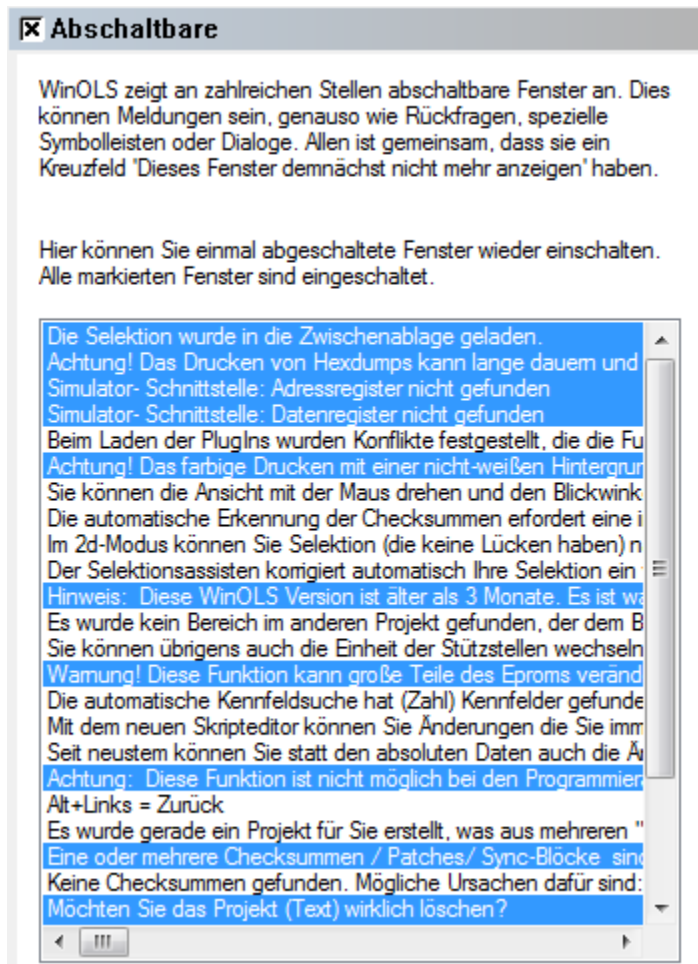 Abschaltbare
WinOLS zeigt an zahlreichen Stellen abschaltbare Fenster an. Dies
können Meldungen sein, genauso wie Rückfragen, spezielle
Symbolleisten oder Dialoge. Allen ist gemeinsam, dass sie ein
Kreuzfeld 'Dieses Fenster demnächst nicht mehr anzeigen' haben.
Hier können Sie einmal abgeschaltete Fenster wieder einschalten.
Alle markierten Fenster sind eingeschaltet.
Die Selektion wurde in die Zwischenablage geladen.
Achtung! Das Drucken von Hexdumps kann lange dauern und
Simulator- Schnittstelle: Adressregister nicht gefunden
Simulator- Schnittstelle: Datenregister nicht gefunden
Beim Laden der PlugIns wurden Konflikte festgestellt, die die Fu
Achtung! Das farbige Drucken mit einer nicht-weißen Hintergrun
Sie können die Ansicht mit der Maus drehen und den Blickwink
Die automatische Erkennung der Checksummen erfordert eine i
Im 2d-Modus können Sie Selektion (die keine Lücken haben) n
Der Selektionsassisten korrigiert automatisch Ihre Selektion ein
Hinweis: Diese WinOLS Version ist älter als 3 Monate. Es ist wa
Es wurde kein Bereich im anderen Projekt gefunden, der dem B
Sie können übrigens auch die Einheit der Stützstellen wechseln
Warnung! Diese Funktion kann große Teile des Eproms veränd
Die automatische Kennfeldsuche hat (Zahl) Kennfelder gefunde
Mit dem neuen Skripteditor können Sie Änderungen die Sie imm
Seit neustem können Sie statt den absoluten Daten auch die Ä
Achtung: Diese Funktion ist nicht möglich bei den Programmiera
Alt+Links = Zurück
Es wurde gerade ein Projekt für Sie erstellt, was aus mehreren "
Eine oder mehrere Checksummen / Patches/ Sync-Blöcke sind
Keine Checksummen gefunden. Mögliche Ursachen dafür sind:
Möchten Sie das Projekt (Text) wirklich löschen?